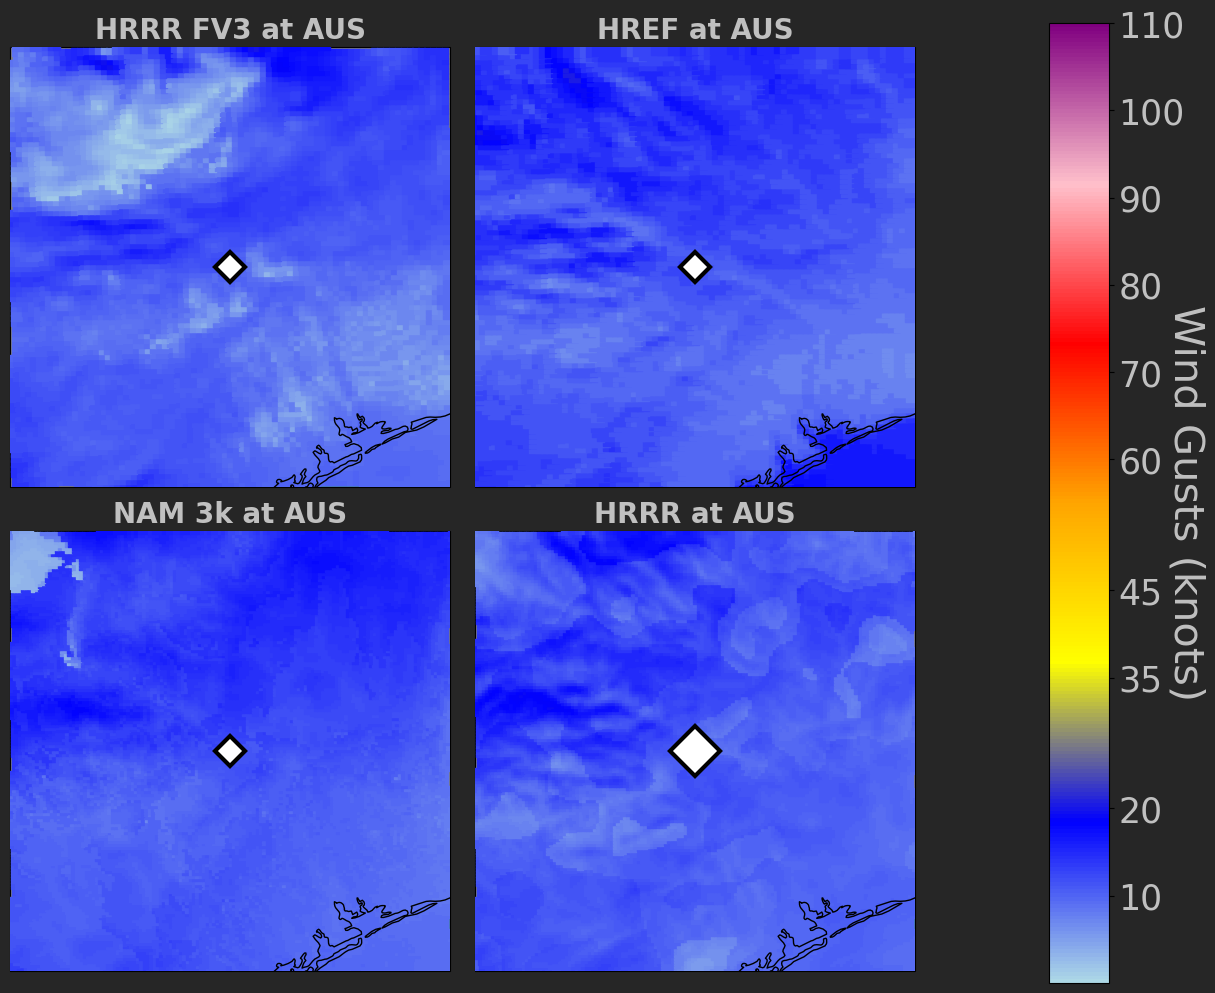 HRRR FV3 at AUS
HREF at AUS
NAM 3k at AUS
HRRR at AUS
110
100
90
80
70
60
45
35
20
10
Wind Gusts (knots)